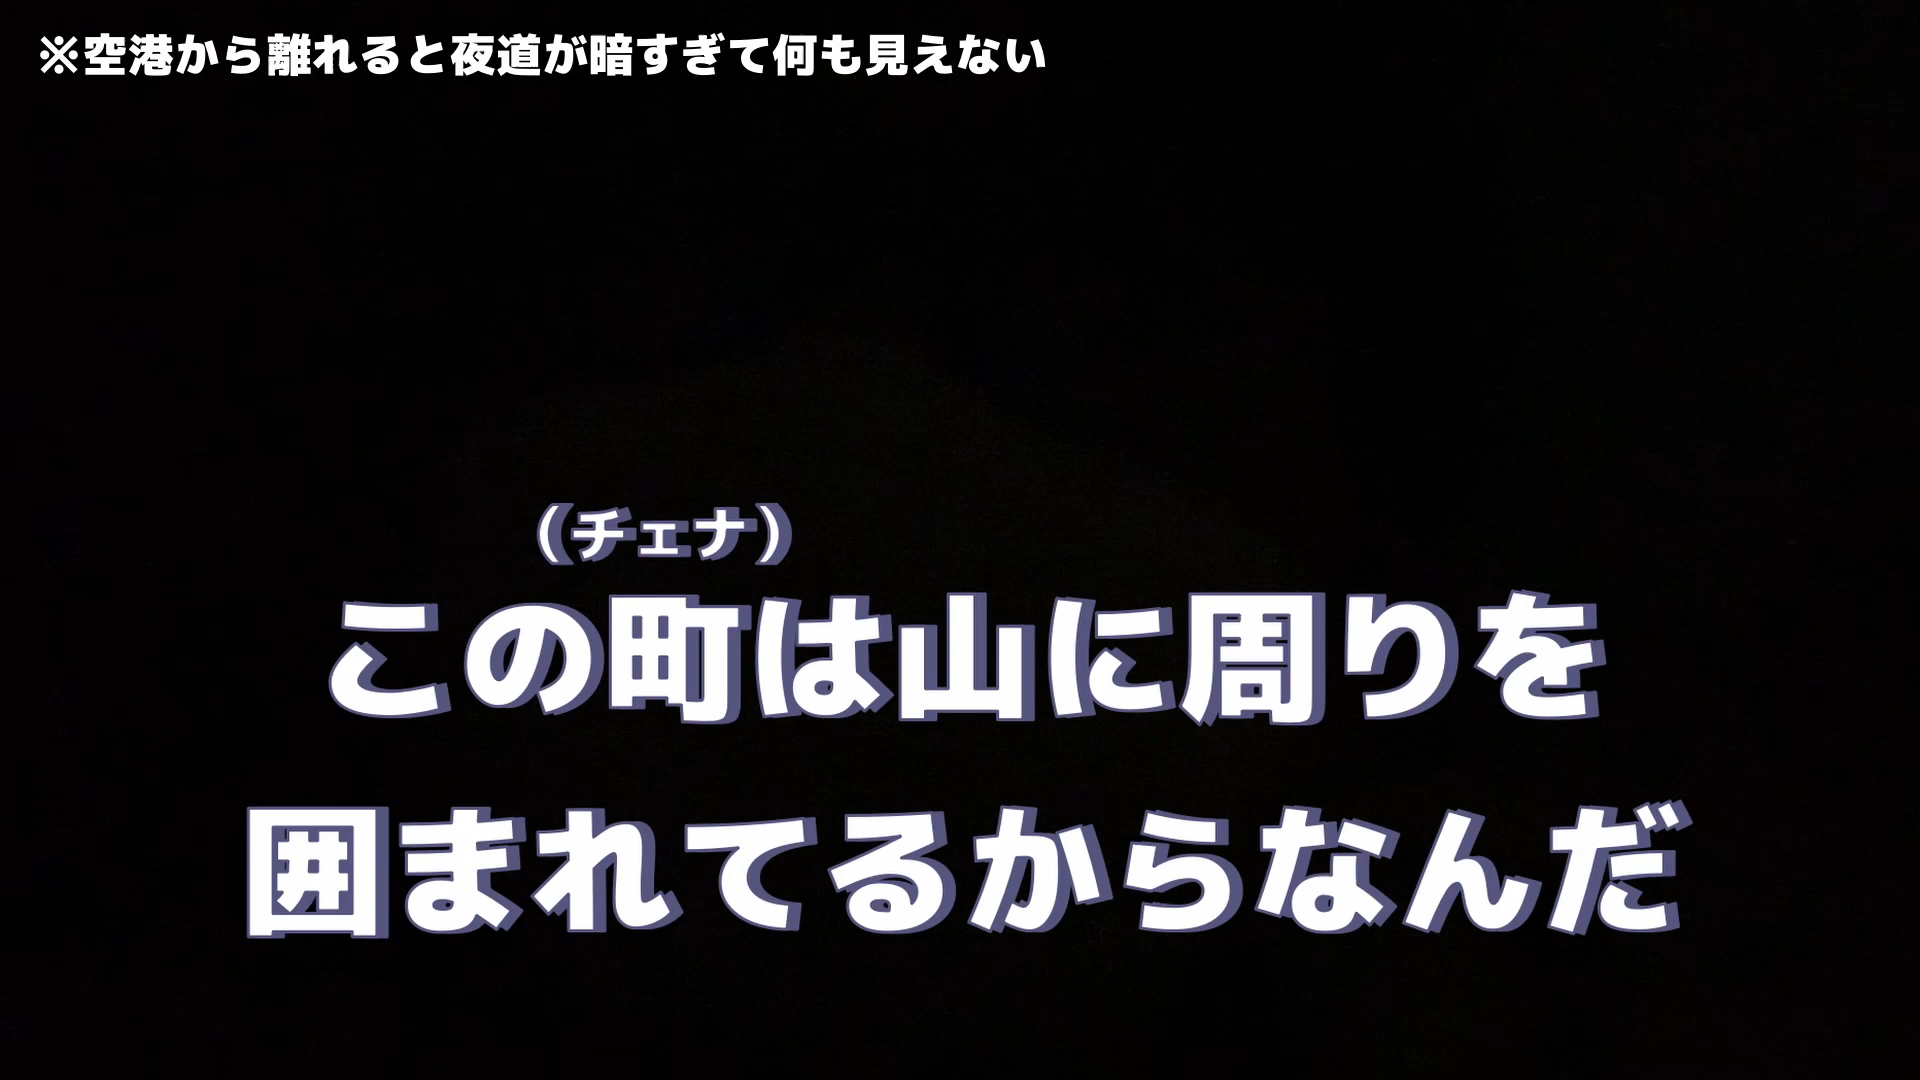 ※空港から離れると夜道が暗すぎて何も見えない
（チェナ）
この町は山に周りを
囲まれてるからなんだ